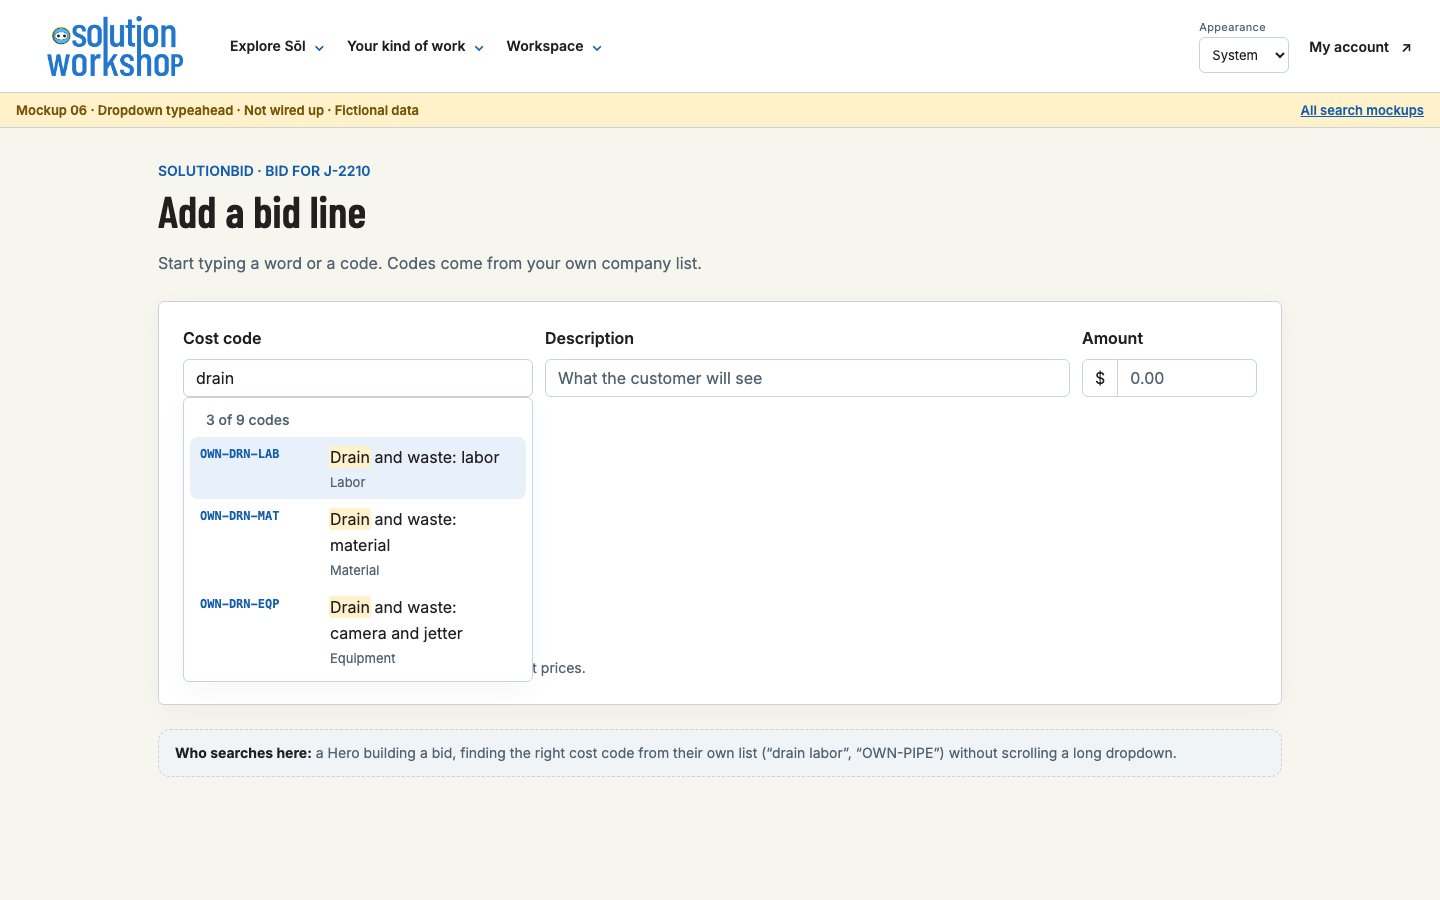 solution
workshop
Explore Sōl
Your kind of work
Workspace
Appearance
System
My account
Mockup 06 · Dropdown typeahead · Not wired up · Fictional data
All search mockups
SOLUTIONBID · BID FOR J-2210
Add a bid line
Start typing a word or a code. Codes come from your own company list.
Cost code
Description
Amount
drain
What the customer will see
$
0.00
3 of 9 codes
OWN-DRN-LAB
Drain and waste: labor
Labor
OWN-DRN-MAT
Drain and waste:
material
Material
OWN-DRN-EQP
Drain and waste:
camera and jetter
Equipment
t prices.
Who searches here: a Hero building a bid, finding the right cost code from their own list (“drain labor”, “OWN-PIPE”) without scrolling a long dropdown.